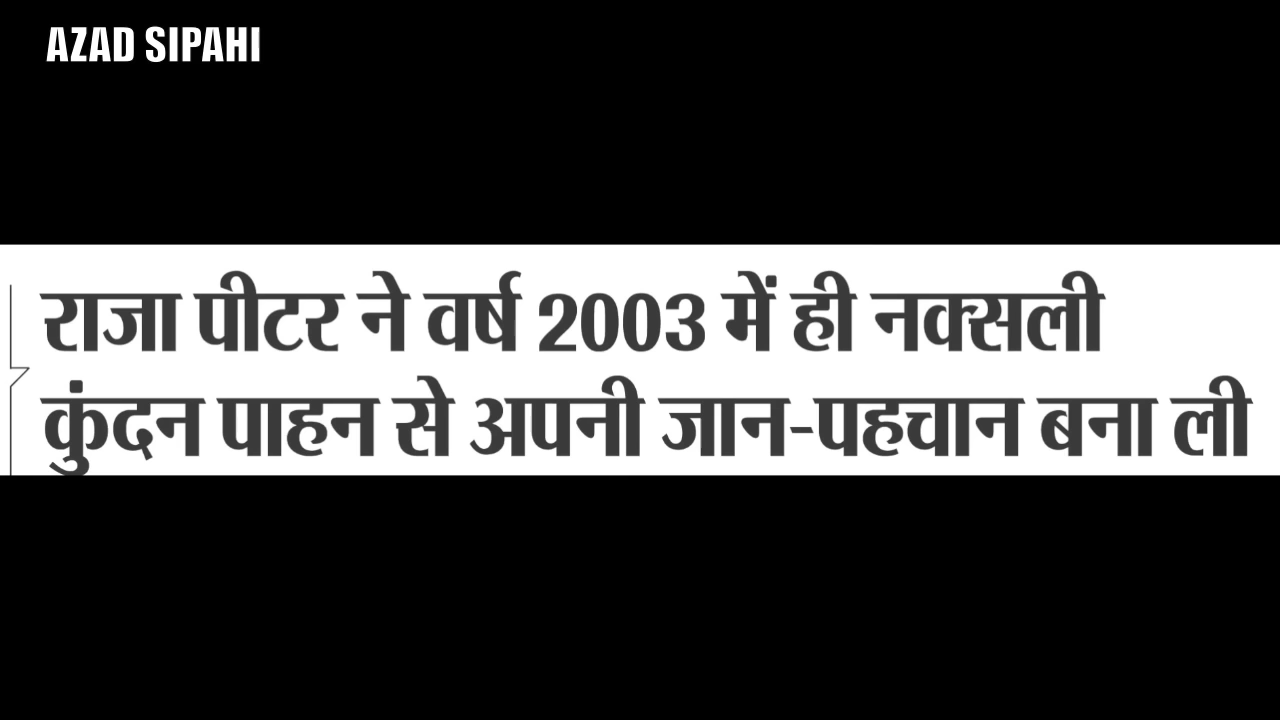 AZAD SIPAHI
राजा पीटर ने वर्ष 2003 में ही नक्सली
कुंदन पाहन से अपनी जान-पहचान बना ली